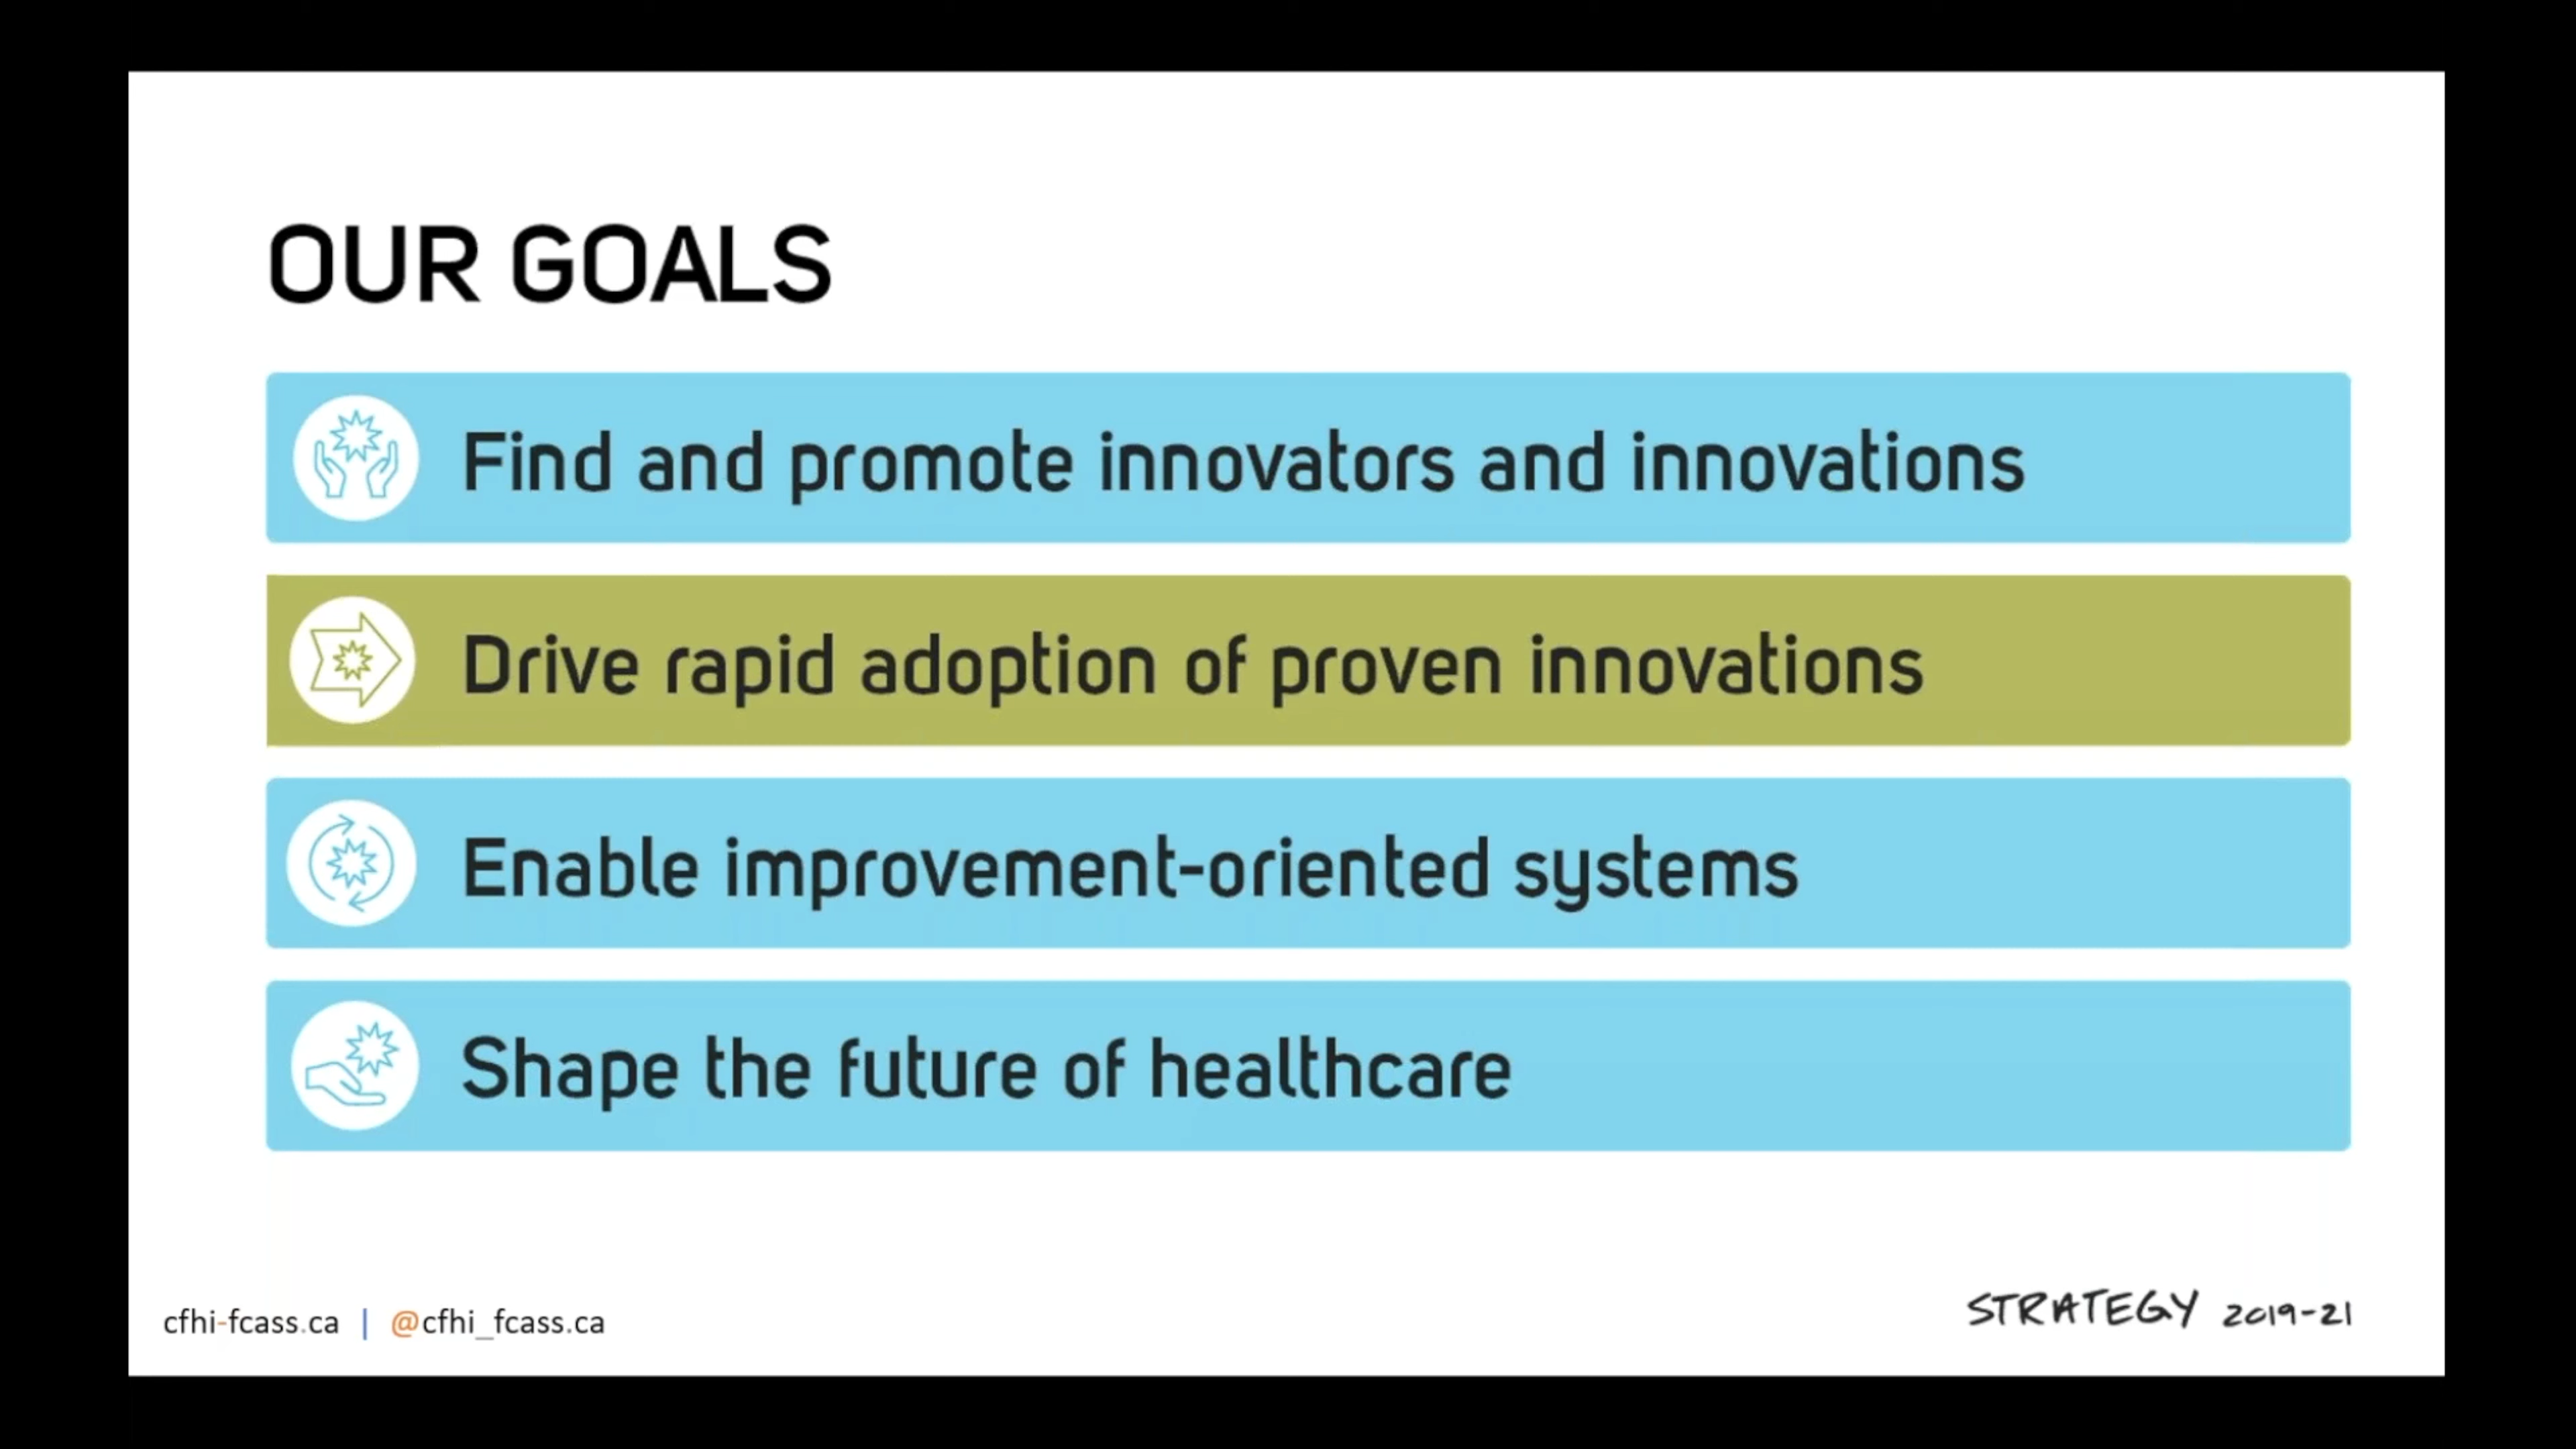 OUR GOALS
Find and promote innovators and innovations
Drive rapid adoption of proven innovations
Enable improvement-oriented systems
Shape the future of healthcare
cfhi-fcass.ca | @cfhi_fcass.ca
STRATEGY 2019-21